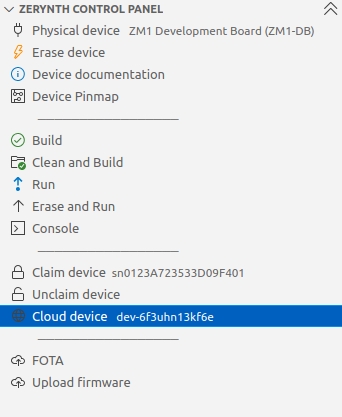 ZERYNTH CONTROL PANEL
Physical device ZM1 Development Board (ZM1-DB)
Erase device
Device documentation
Device Pinmap
Build
Clean and Build
Run
Erase and Run
Console
Claim device sn0123A723533D09F401
Unclaim device
Cloud device dev-6f3uhn13kf6e
FOTA
Upload firmware